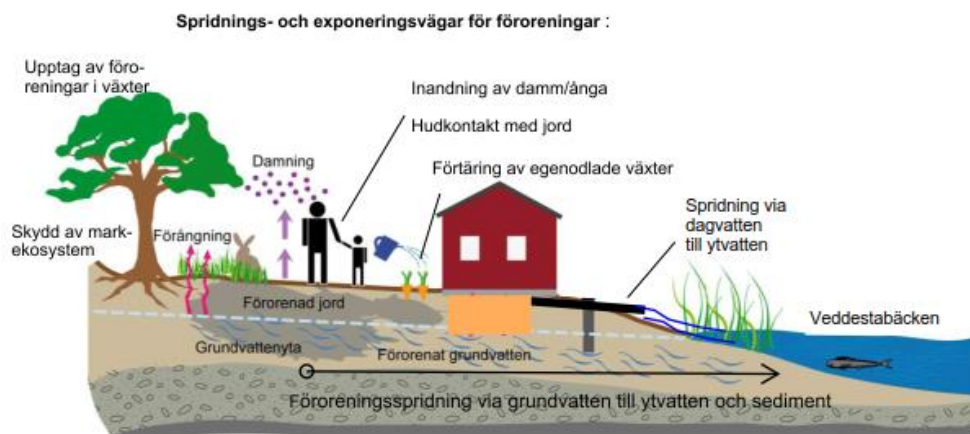 Spridnings- och exponeringsvägar för föroreningar :
Upptag av föro-
reningar i växter
Inandning av damm/ånga
Hudkontakt med jord
Damning
Förtäring av egenodlade växter
Spridning via
dagvatten
till ytvatten
Skydd av mark-
ekosystem
Förångning
Förorenad jord
Veddestabäcken
Grundvattenyta
Förorenat grundvatten
Föroreningsspridning via grundvatten till ytvatten och sediment